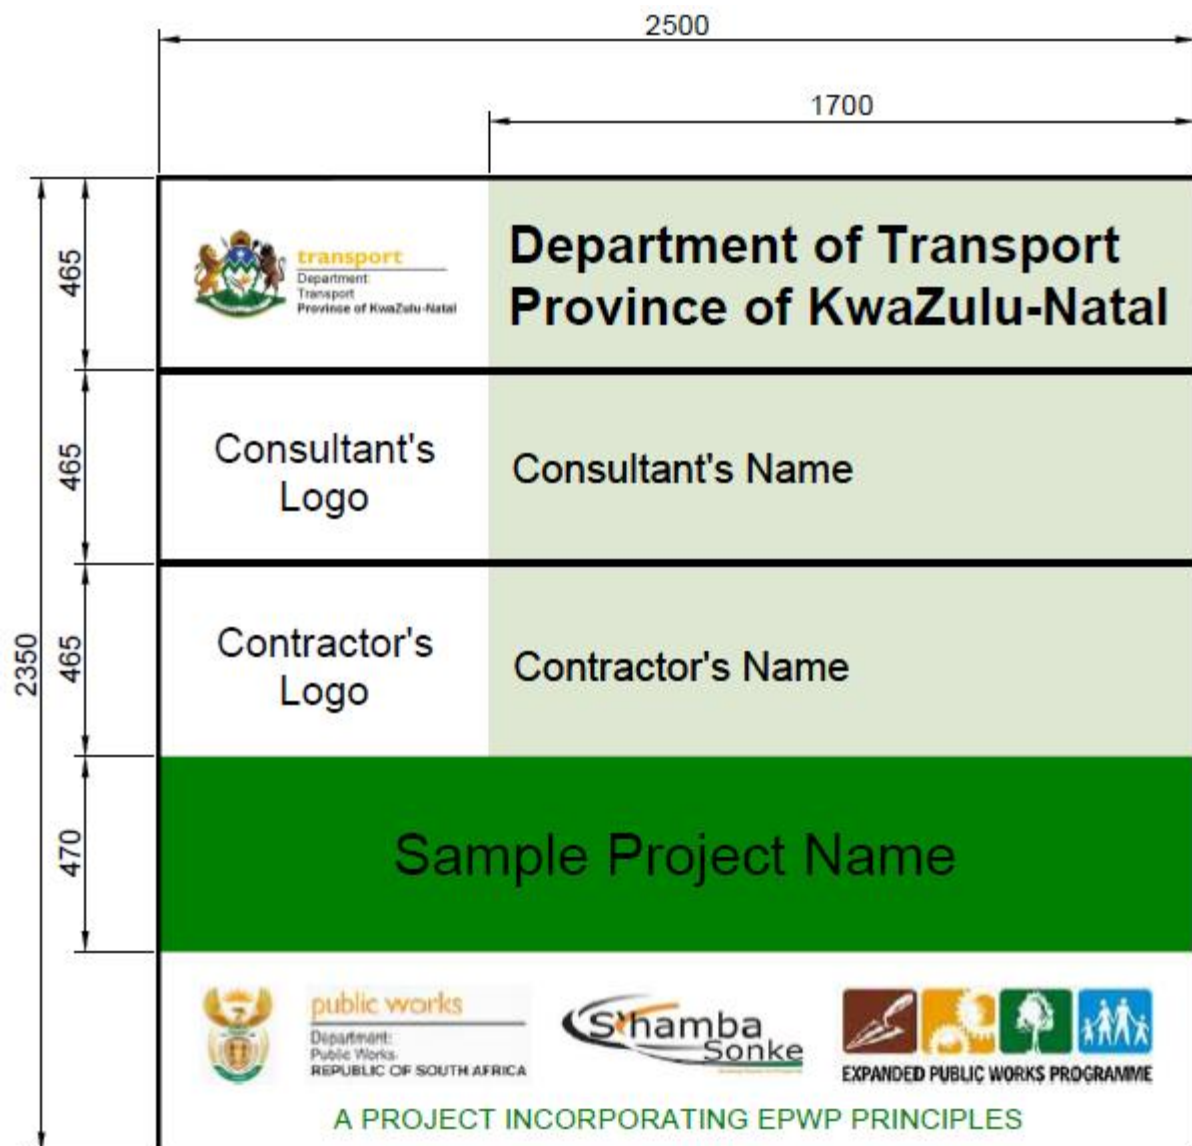 2500
1700
465
transport
Department:
Transport
Province of KwaZulu-Natal
Department of Transport
Province of KwaZulu-Natal
465
Consultant's
Logo
Consultant's Name
2350
465
Contractor's
Logo
Contractor's Name
470
Sample Project Name
public works
Department:
Public Works
REPUBLIC OF SOUTH AFRICA
S'hamba
Sonke
EXPANDED PUBLIC WORKS PROGRAMME
A PROJECT INCORPORATING EPWP PRINCIPLES